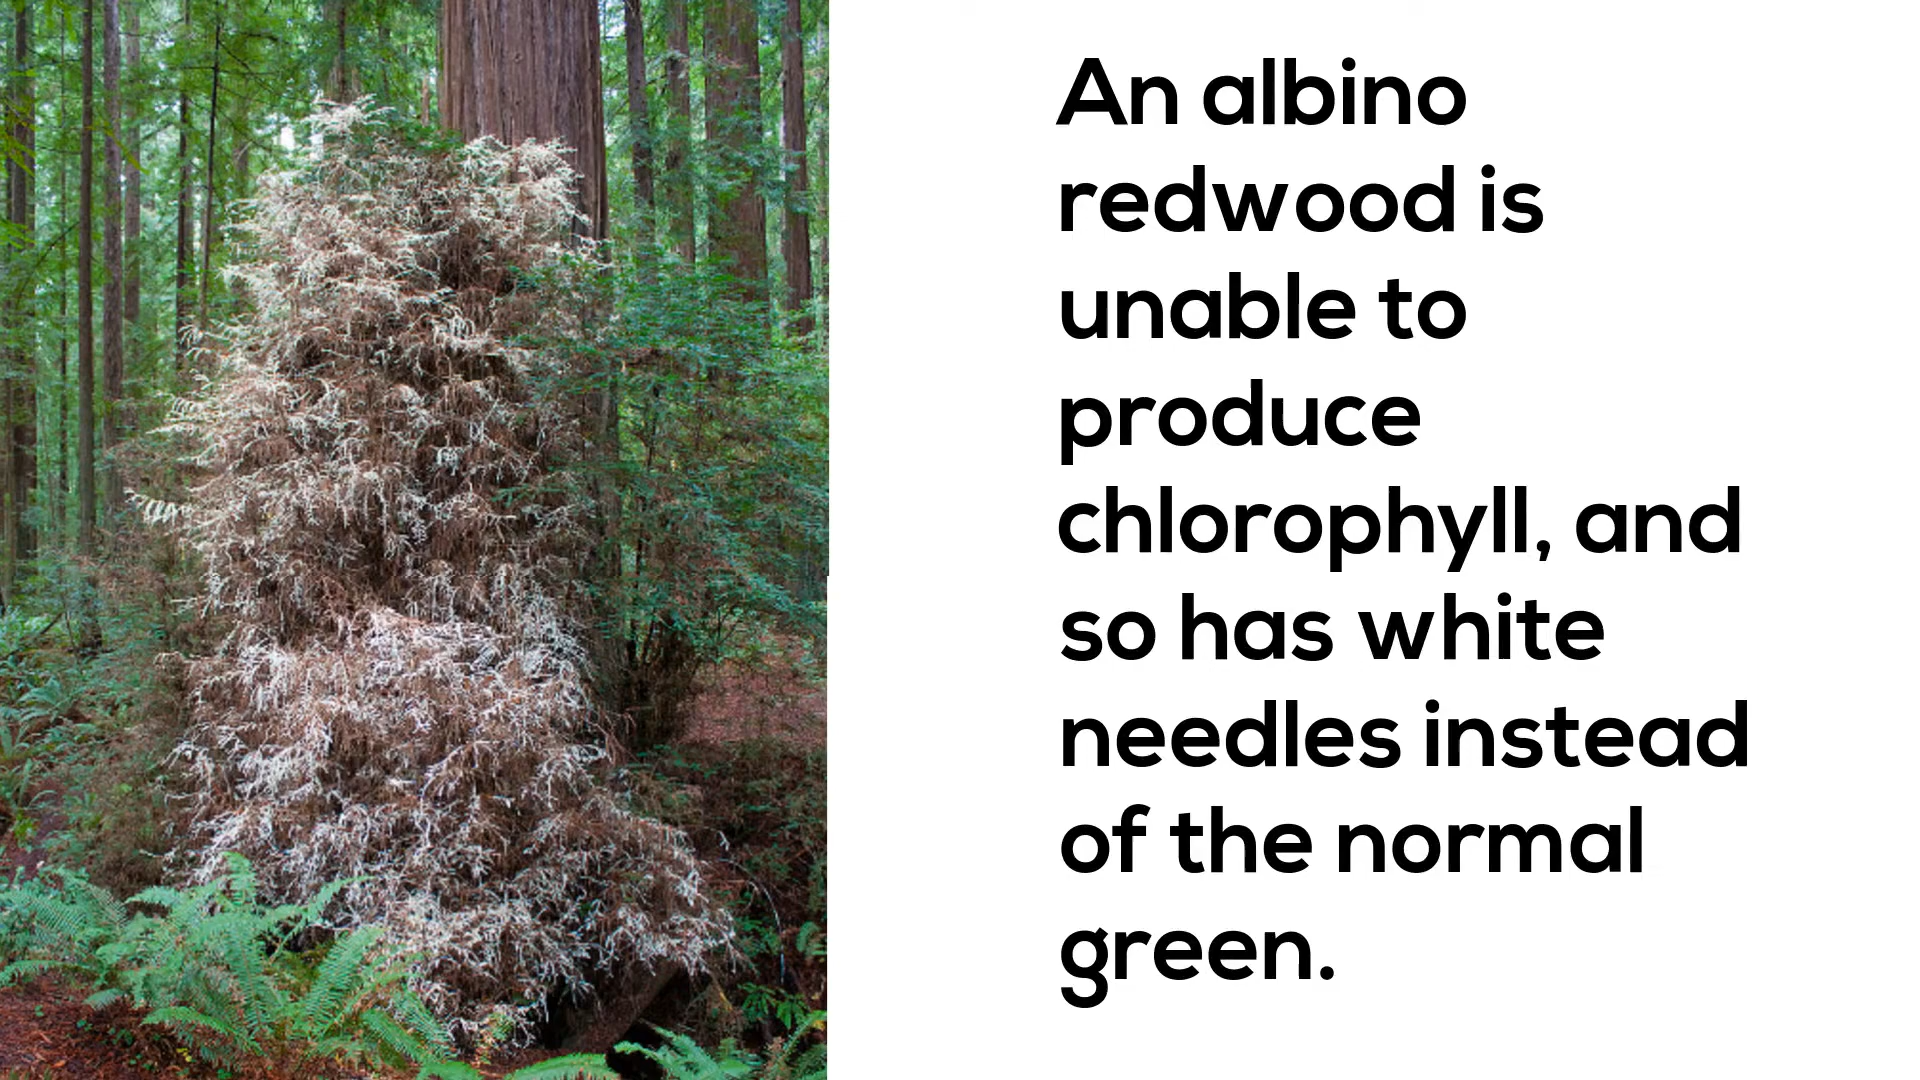 An albino
redwood is
unable to
produce
chlorophyll, and
so has white
needles instead
of the normal
green.